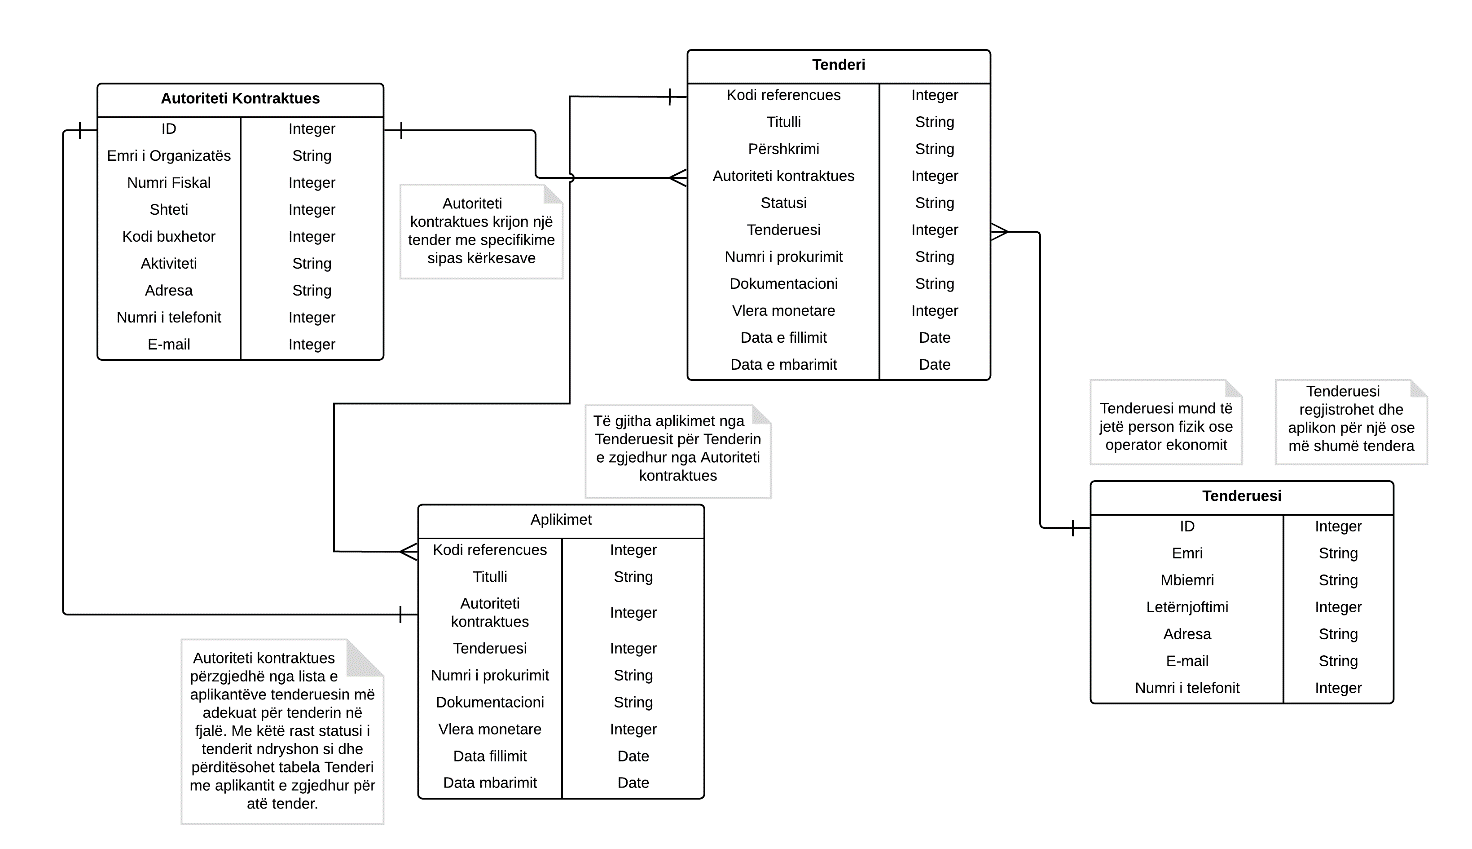 Autoriteti Kontraktues
ID Integer
Emri i Organizatës String
Numri Fiskal Integer
Shteti Integer
Kodi buxhetor Integer
Aktiviteti String
Adresa String
Numri i telefonit Integer
E-mail Integer
Autoriteti
kontraktues krijon një
tender me specifikime
sipas kërkesave
Tenderi
Kodi referencues Integer
Titulli String
Përshkrimi String
Autoriteti kontraktues Integer
Statusi String
Tenderuesi Integer
Numri i prokurimit String
Dokumentacioni String
Vlera monetare Integer
Data e fillimit Date
Data e mbarimit Date
Të gjitha aplikimet nga
Tenderuesit për Tenderin
e zgjedhur nga Autoriteti
kontraktues
Tenderuesi mund të
jetë person fizik ose
operator ekonomit
Tenderuesi
regjistrohet dhe
aplikon për një ose
më shumë tendera
Aplikimet
Kodi referencues Integer
Titulli String
Autoriteti
kontraktues Integer
Tenderuesi Integer
Numri i prokurimit String
Dokumentacioni String
Vlera monetare Integer
Data fillimit Date
Data mbarimit Date
Tenderuesi
ID Integer
Emri String
Mbiemri String
Letërnjoftimi Integer
Adresa String
E-mail String
Numri i telefonit Integer
Autoriteti kontraktues
përzgjedhë nga lista e
aplikantëve tenderuesin më
adekuat për tenderin në
fjalë. Me këtë rast statusi i
tenderit ndryshon si dhe
përditësohet tabela Tenderi
me aplikantit e zgjedhur për
atë tender.